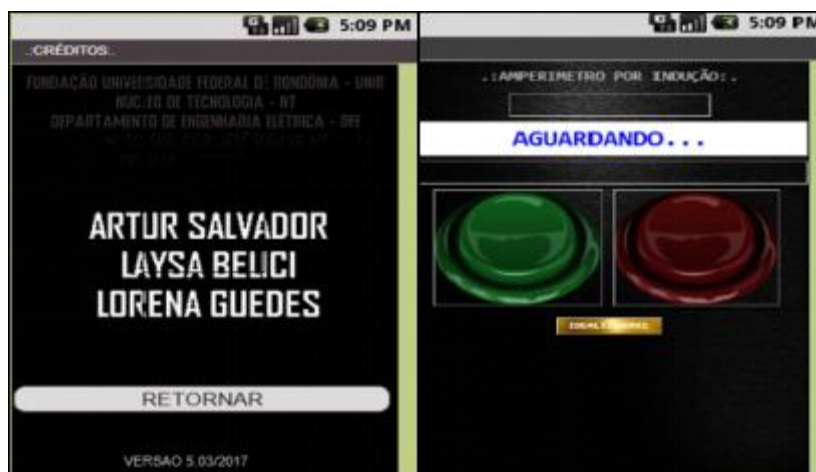 5:09 PM
.:CRÉDITOS:.
FUNDAÇÃO UNIVERSIDADE FEDERAL DE RONDÔNIA - UNIR
NÚCLEO DE TECNOLOGIA - NT
DEPARTAMENTO DE ENGENHARIA ELÉTRICA - DEE
ARTUR SALVADOR
LAYSA BELICI
LORENA GUEDES
RETORNAR
VERSAO 5.03/2017
5:09 PM
.:AMPERIMETRO POR INDUÇÃO:.
AGUARDANDO...